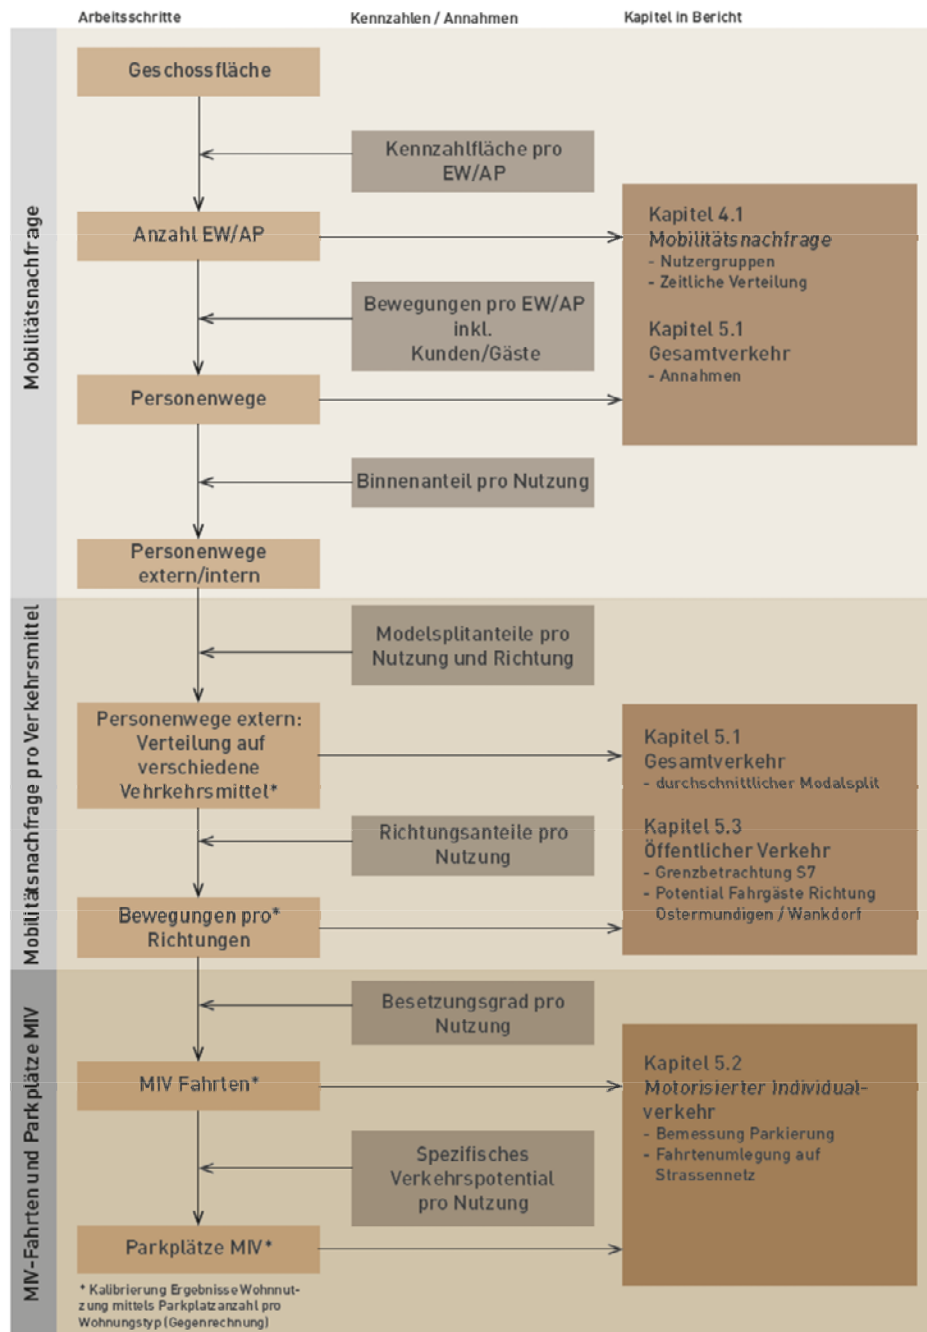 Arbeitsschritte
Kennzahlen / Annahmen
Kapitel in Bericht
Mobilitätsnachfrage
Geschossfläche
Kennzahlfläche pro
EW/AP
Anzahl EW/AP
Bewegungen pro EW/AP
inkl.
Kunden/Gäste
Personenwege
Binnenanteil pro Nutzung
Personenwege
extern/intern
Kapitel 4.1
Mobilitätsnachfrage
- Nutzergruppen
- Zeitliche Verteilung
Kapitel 5.1
Gesamtverkehr
- Annahmen
Mobilitätsnachfrage pro Verkehrsmittel
Modelsplitanteile pro
Nutzung und Richtung
Personenwege extern:
Verteilung auf
verschiedene
Vehrkehrsmittel*
Richtungsanteile pro
Nutzung
Bewegungen pro*
Richtungen
Kapitel 5.1
Gesamtverkehr
- durchschnittlicher Modalsplit
Kapitel 5.3
Öffentlicher Verkehr
- Grenzbetrachtung S7
- Potential Fahrgäste Richtung
Ostermundigen / Wankdorf
MIV-Fahrten und Parkplätze MIV
Besetzungsgrad pro
Nutzung
MIV Fahrten*
Spezifisches
Verkehrspotential
pro Nutzung
Parkplätze MIV*
Kapitel 5.2
Motorisierter Individual-
verkehr
- Bemessung Parkierung
- Fahrtenumlegung auf
Strassennetz
* Kalibrierung Ergebnisse Wohnnut-
zung mittels Parkplatzanzahl pro
Wohnungstyp (Gegenrechnung)